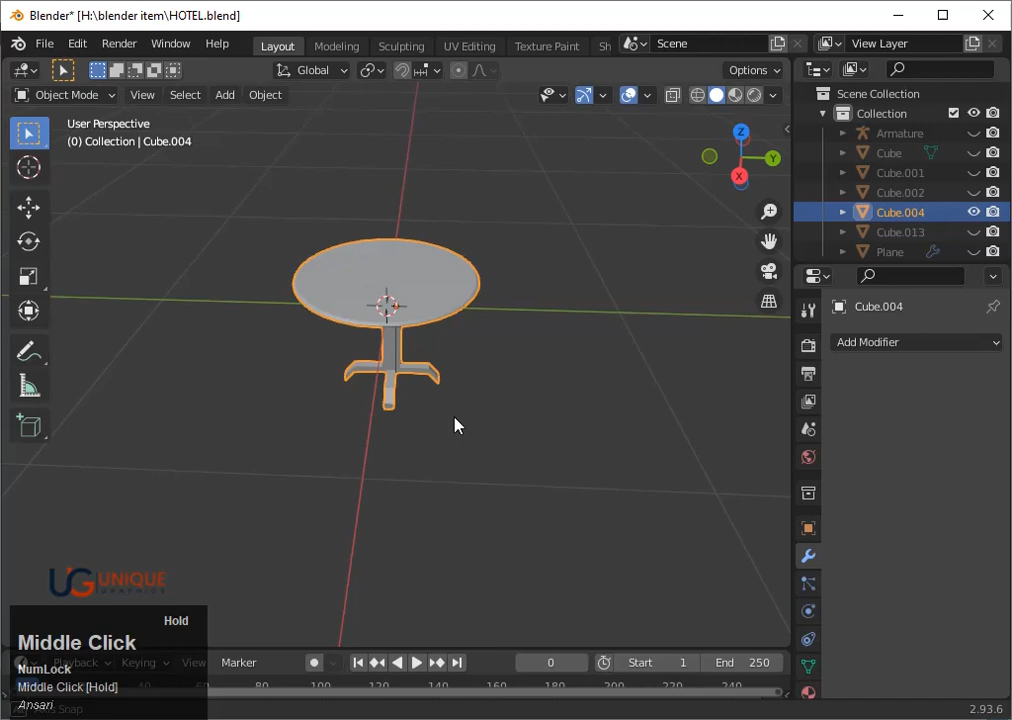 Blender* [H:\blender item\HOTEL.blend]
File Edit Render Window Help Layout Modeling Sculpting UV Editing Texture Paint Sh Scene View Layer
Global Options
Object Mode View Select Add Object
User Perspective
(0) Collection | Cube.004
Z
Y
X
Scene Collection
Collection
Armature
Cube
Cube.001
Cube.002
Cube.004
Cube.013
Plane
Cube.004
Add Modifier
UG UNIQUE
GRAPHICS
Hold
Middle Click
NumLock
Middle Click[Hold]
Ansari
Playback Keying View Marker 0 Start 1 End 250
40 60 80 100 120 140 160 180 200 220 240
Axis Snap
2.93.6